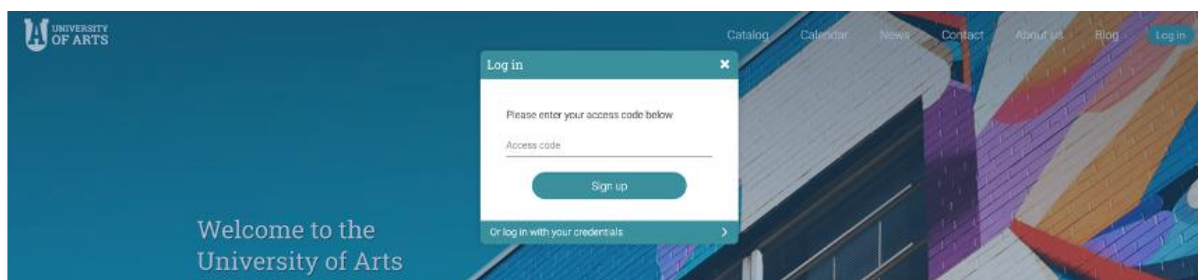 UNIVERSITY
OF ARTS
Catalog Calendar News Contact About us Blog Log in
Log in
Please enter your access code below
Access code
Sign up
Or log in with your credentials
Welcome to the
University of Arts